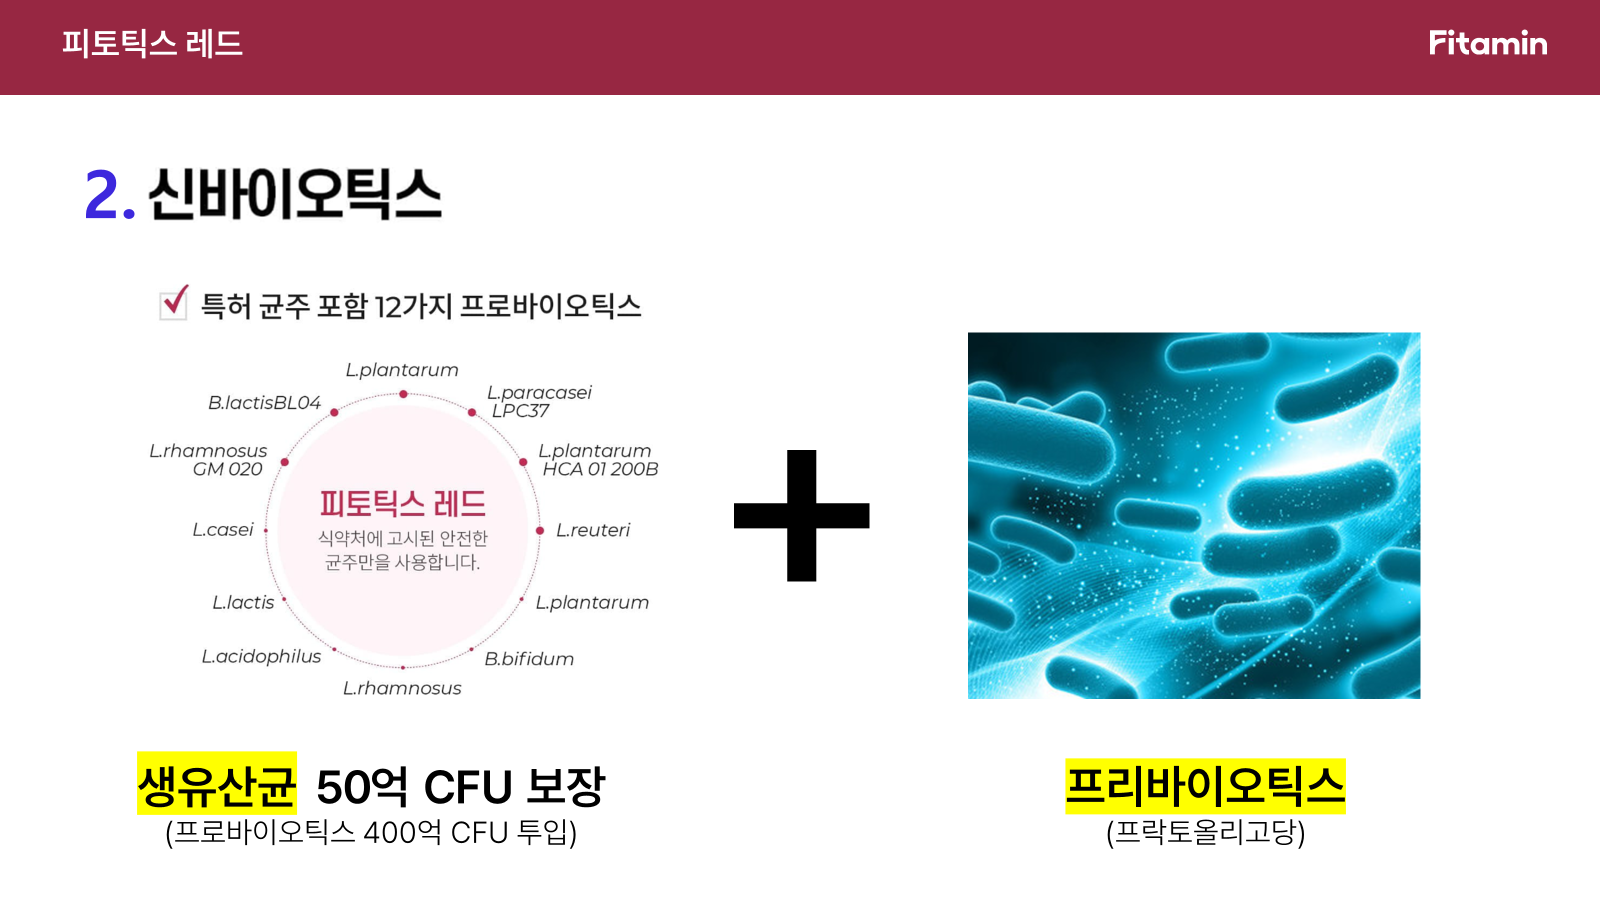 피토틱스 레드
Fitamin
2. 신바이오틱스
특허 균주 포함 12가지 프로바이오틱스
L.plantarum
L.paracasei
LPC37
B.lactisBL04
L.rhamnosus
GM 020
L.plantarum
HCA 01 200B
피토틱스 레드
식약처에 고시된 안전한
균주만을 사용합니다.
L.casei
L.reuteri
L.lactis
L.plantarum
L.acidophilus
B.bifidum
L.rhamnosus
+
생유산균 50억 CFU 보장
(프로바이오틱스 400억 CFU 투입)
프리바이오틱스
(프락토올리고당)